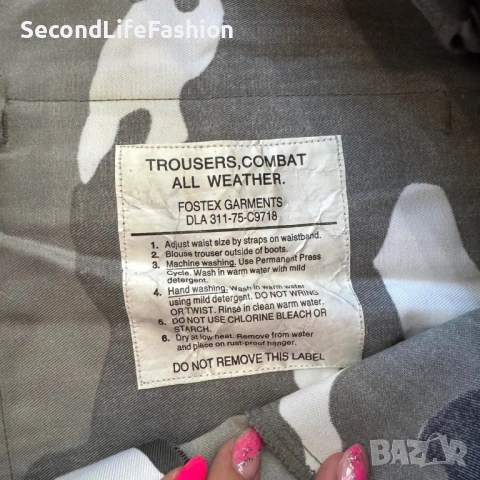 SecondLifeFashion
TROUSERS,COMBAT
ALL WEATHER.
FOSTEX GARMENTS
DLA 311-75-C9718
1. Adjust waist size by straps on waistband.
2. Blouse trouser outside of boots.
3. Machine washing. Use Permanent Press
Cycle. Wash in warm water with mild
detergent.
4. Hand washing. Wash in warm water
using mild detergent. DO NOT WRING
OR TWIST. Rinse in clean warm water.
5. DO NOT USE CHLORINE BLEACH OR
STARCH.
6. Dry at low heat. Remove from water
and place on rust-proof hanger.
DO NOT REMOVE THIS LABEL
BAZAR